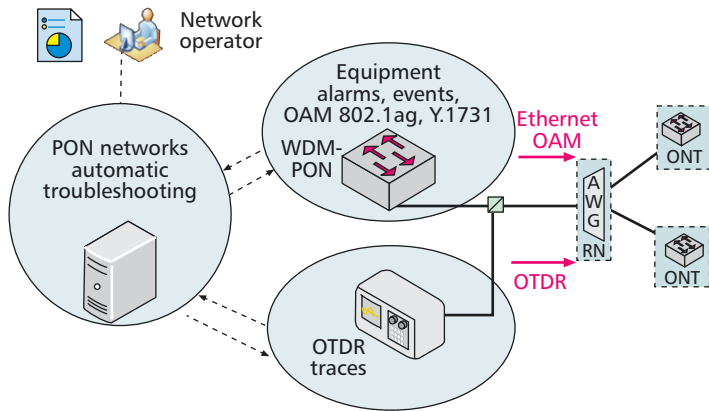 Network
operator
Equipment
alarms, events,
OAM 802.1ag, Y.1731
WDM-
PON
PON networks
automatic
troubleshooting
Ethernet
OAM
A
W
G
RN
ONT
ONT
OTDR
OTDR
traces